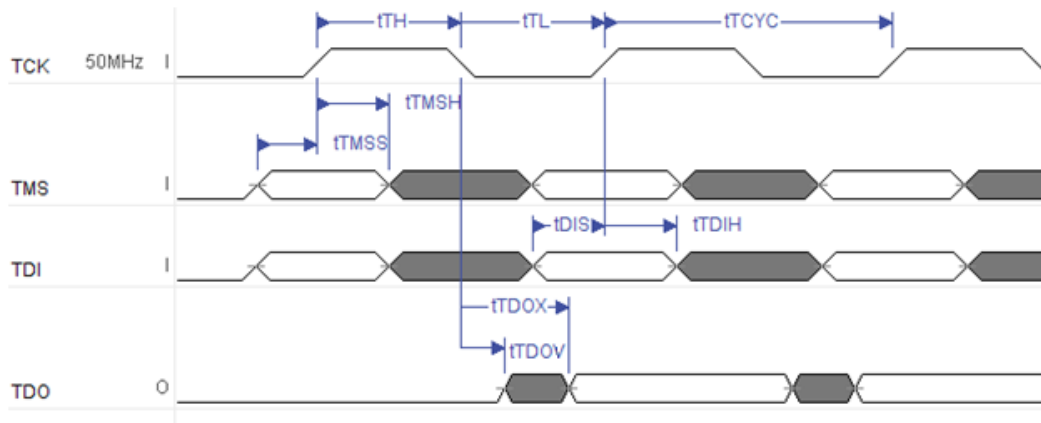 tTH tTL tTCYC
TCK 50MHz I
tTMSH
tTMSS
TMS I
tDIS tTDIH
TDI I
tTDOX
tTDOV
TDO O